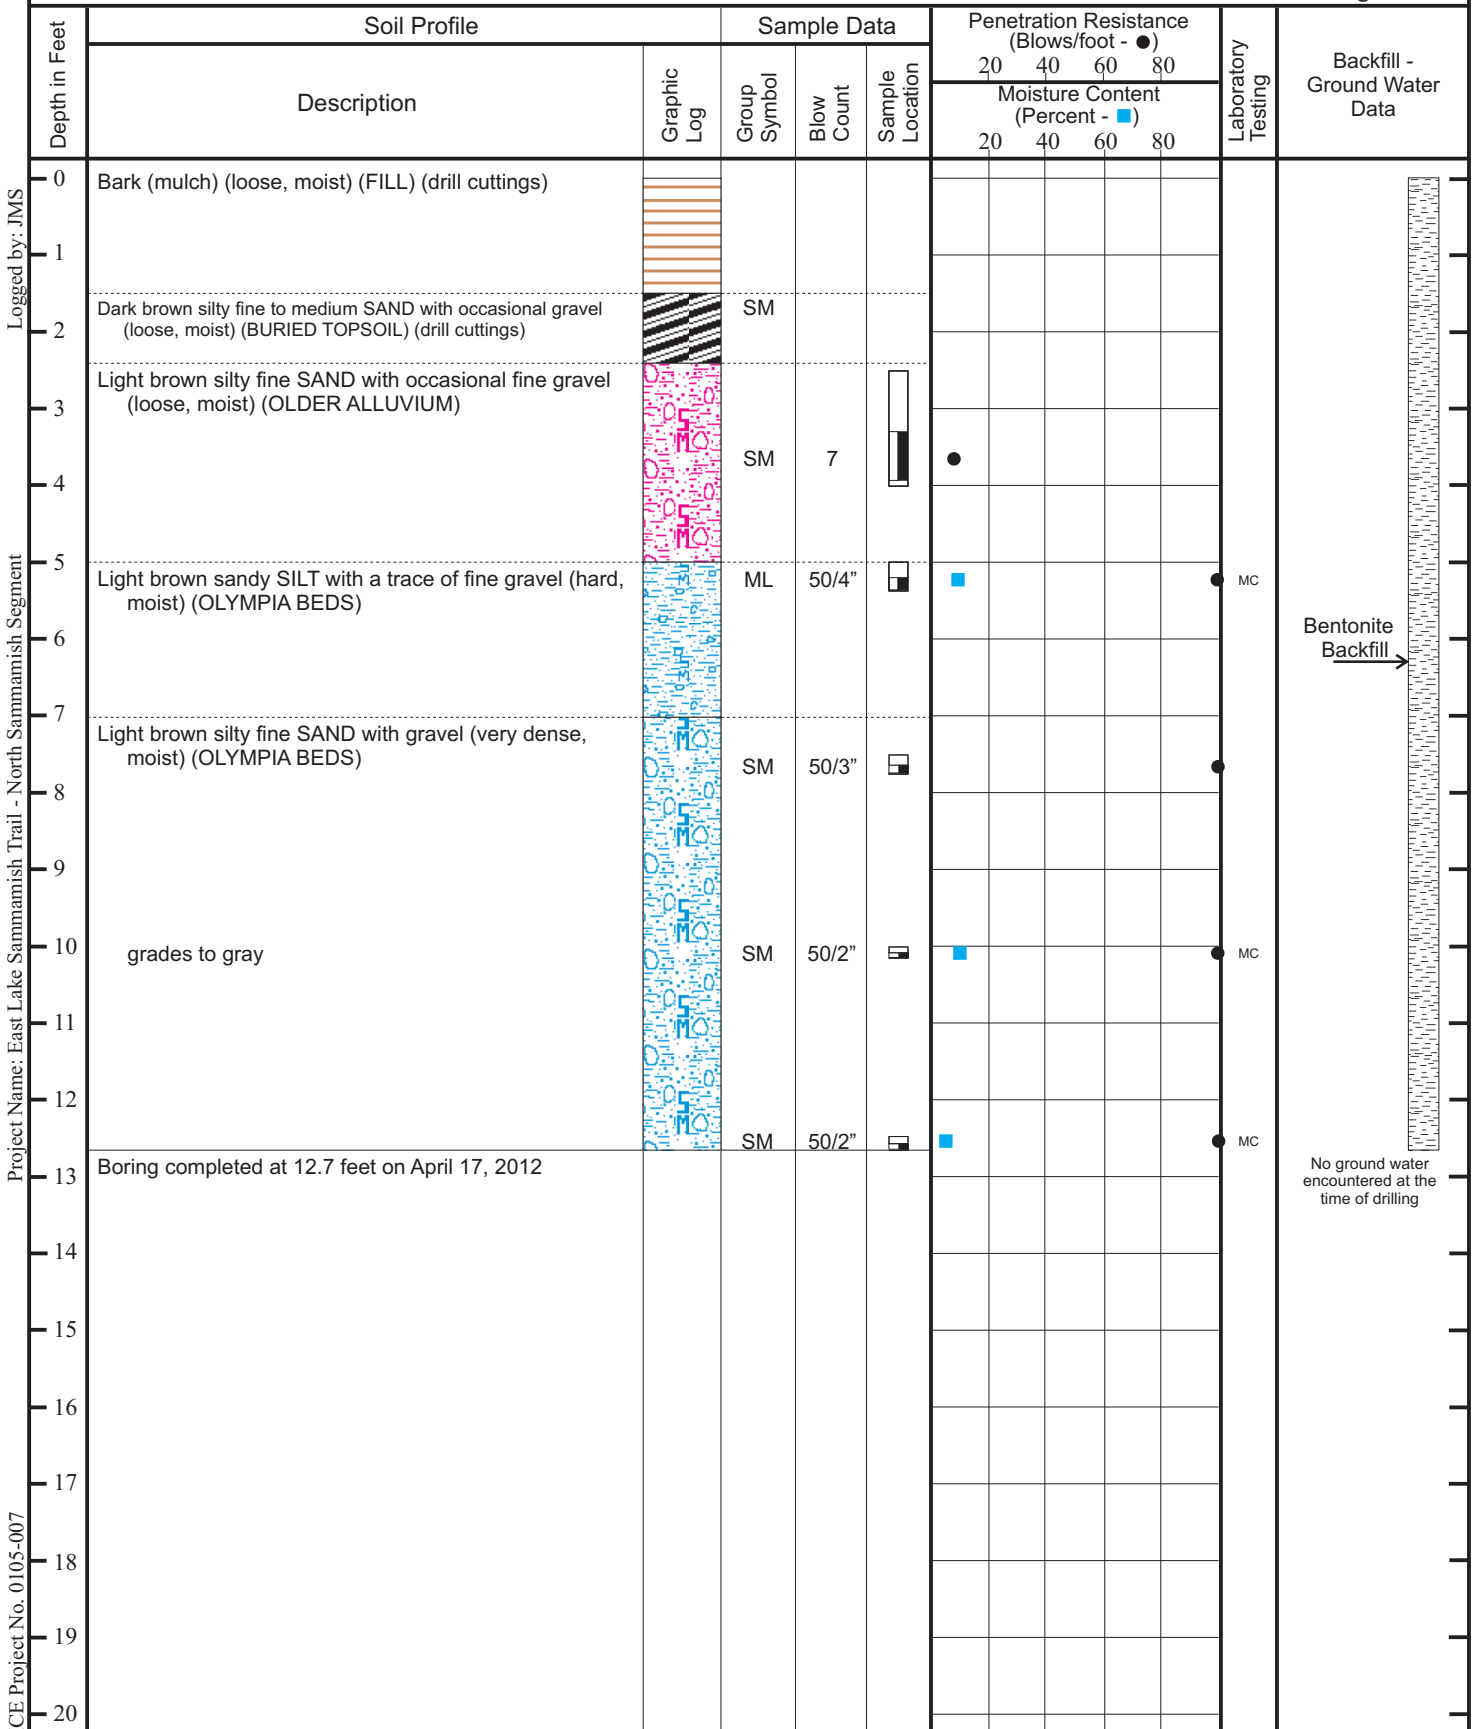 Depth in Feet
Soil Profile
Description
Graphic
Log
Sample Data
Group
Symbol
Blow
Count
Sample
Location
Penetration Resistance
(Blows/foot - ●)
20 40 60 80
Moisture Content
(Percent - ■)
20 40 60 80
Laboratory
Testing
Backfill -
Ground Water
Data
Logged by: JMS
Project Name: East Lake Sammamish Trail - North Sammamish Segment
CE Project No. 0105-007
0
Bark (mulch) (loose, moist) (FILL) (drill cuttings)
1
Dark brown silty fine to medium SAND with occasional gravel
(loose, moist) (BURIED TOPSOIL) (drill cuttings)
SM
2
Light brown silty fine SAND with occasional fine gravel
(loose, moist) (OLDER ALLUVIUM)
3
SM
SM 7
4
SM
5
Light brown sandy SILT with a trace of fine gravel (hard,
moist) (OLYMPIA BEDS)
ML 50/4” MC
6
Bentonite
Backfill
7
Light brown silty fine SAND with gravel (very dense,
moist) (OLYMPIA BEDS)
SM 50/3”
8
SM
9
SM
10
grades to gray
SM 50/2” MC
11
SM
12
SM
SM 50/2” MC
Boring completed at 12.7 feet on April 17, 2012
13
No ground water
encountered at the
time of drilling
14
15
16
17
18
19
20